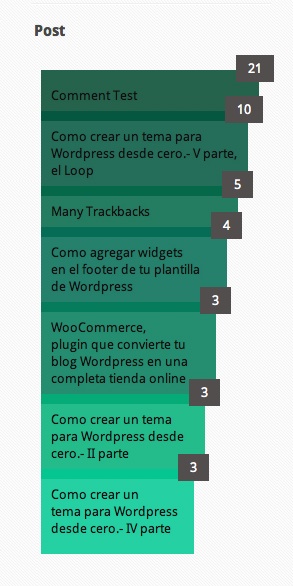 Post
21
Comment Test
10
Como crear un tema para
Wordpress desde cero.- V parte,
el Loop
5
Many Trackbacks
4
Como agregar widgets
en el footer de tu plantilla
de Wordpress
3
WooCommerce,
plugin que convierte tu
blog Wordpress en una
completa tienda online
3
Como crear un tema
para Wordpress desde
cero.- II parte
3
Como crear un
tema para Wordpress
desde cero.- IV parte